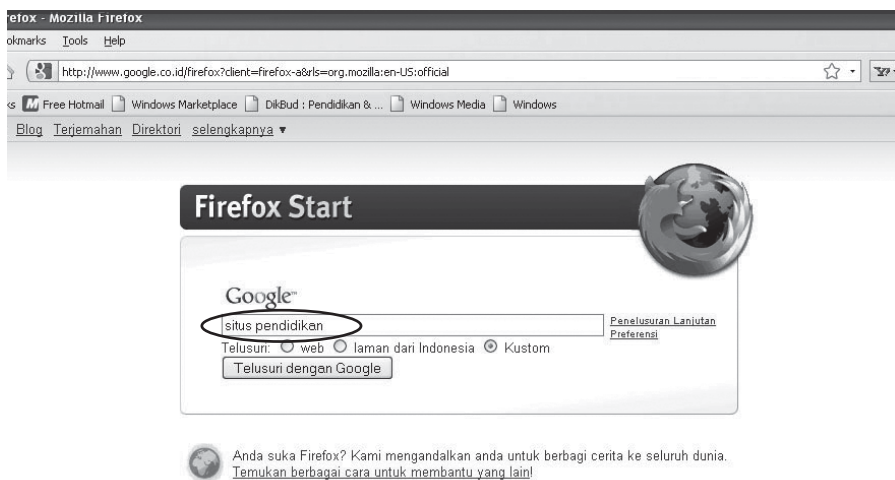 refox - Mozilla Firefox
okmarks Tools Help
http://www.google.co.id/firefox?client=firefox-a&rls=org.mozilla:en-US:official
ks Free Hotmail Windows Marketplace DikBud : Pendidikan & ... Windows Media Windows
Blog Terjemahan Direktori selengkapnya ▼
Firefox Start
Google™
situs pendidikan
Penelusuran Lanjutan
Preferensi
Telusuri: web laman dari Indonesia Kustom
Telusuri dengan Google
Anda suka Firefox? Kami mengandalkan anda untuk berbagi cerita ke seluruh dunia.
Temukan berbagai cara untuk membantu yang lain!